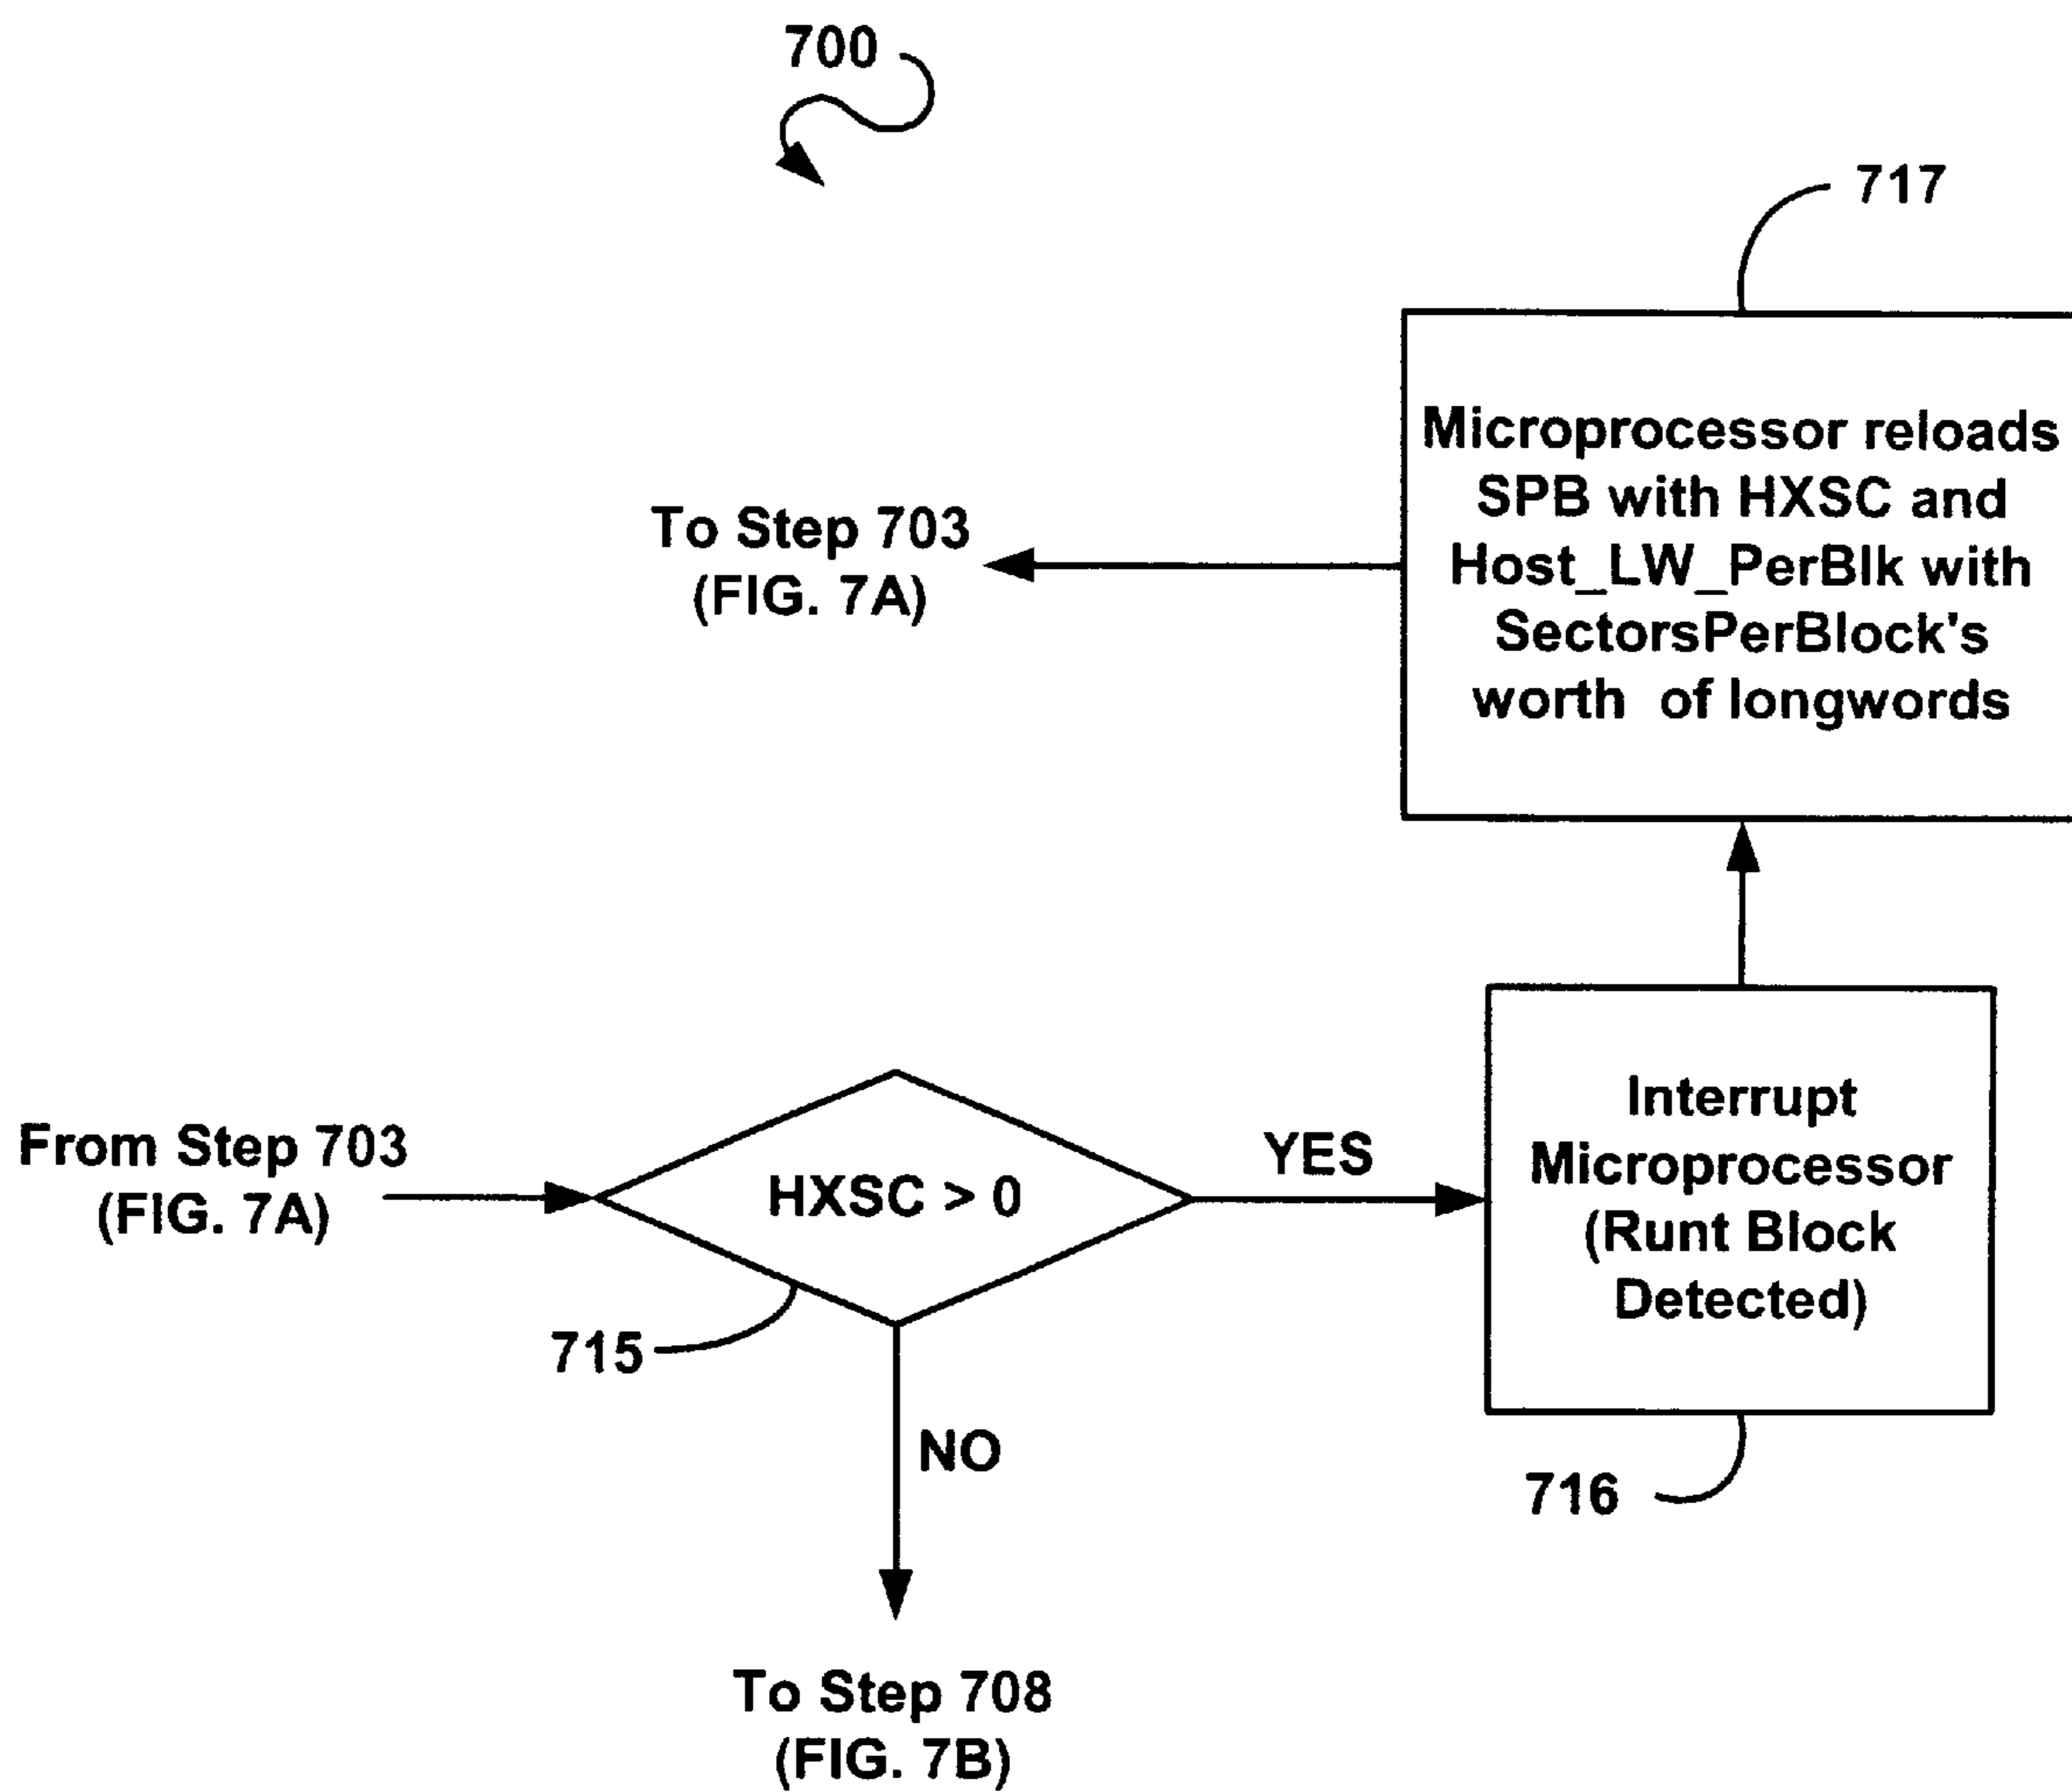 700
717
Microprocessor reloads
SPB with HXSC and
Host_LW_PerBlk with
SectorsPerBlock's
worth of longwords
To Step 703
(FIG. 7A)
From Step 703
(FIG. 7A)
HXSC > 0
YES
Interrupt
Microprocessor
(Runt Block
Detected)
715
NO
716
To Step 708
(FIG. 7B)